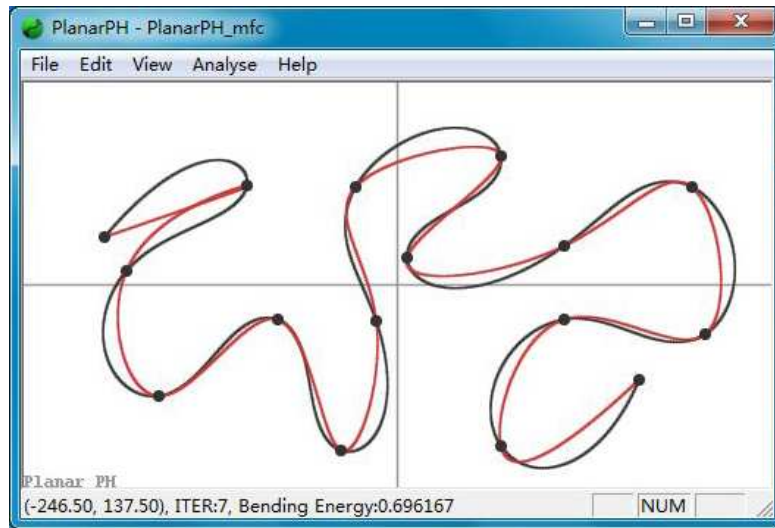 PlanarPH - PlanarPH_mfc
File Edit View Analyse Help
Planar PH
(-246.50, 137.50), ITER:7, Bending Energy:0.696167 NUM